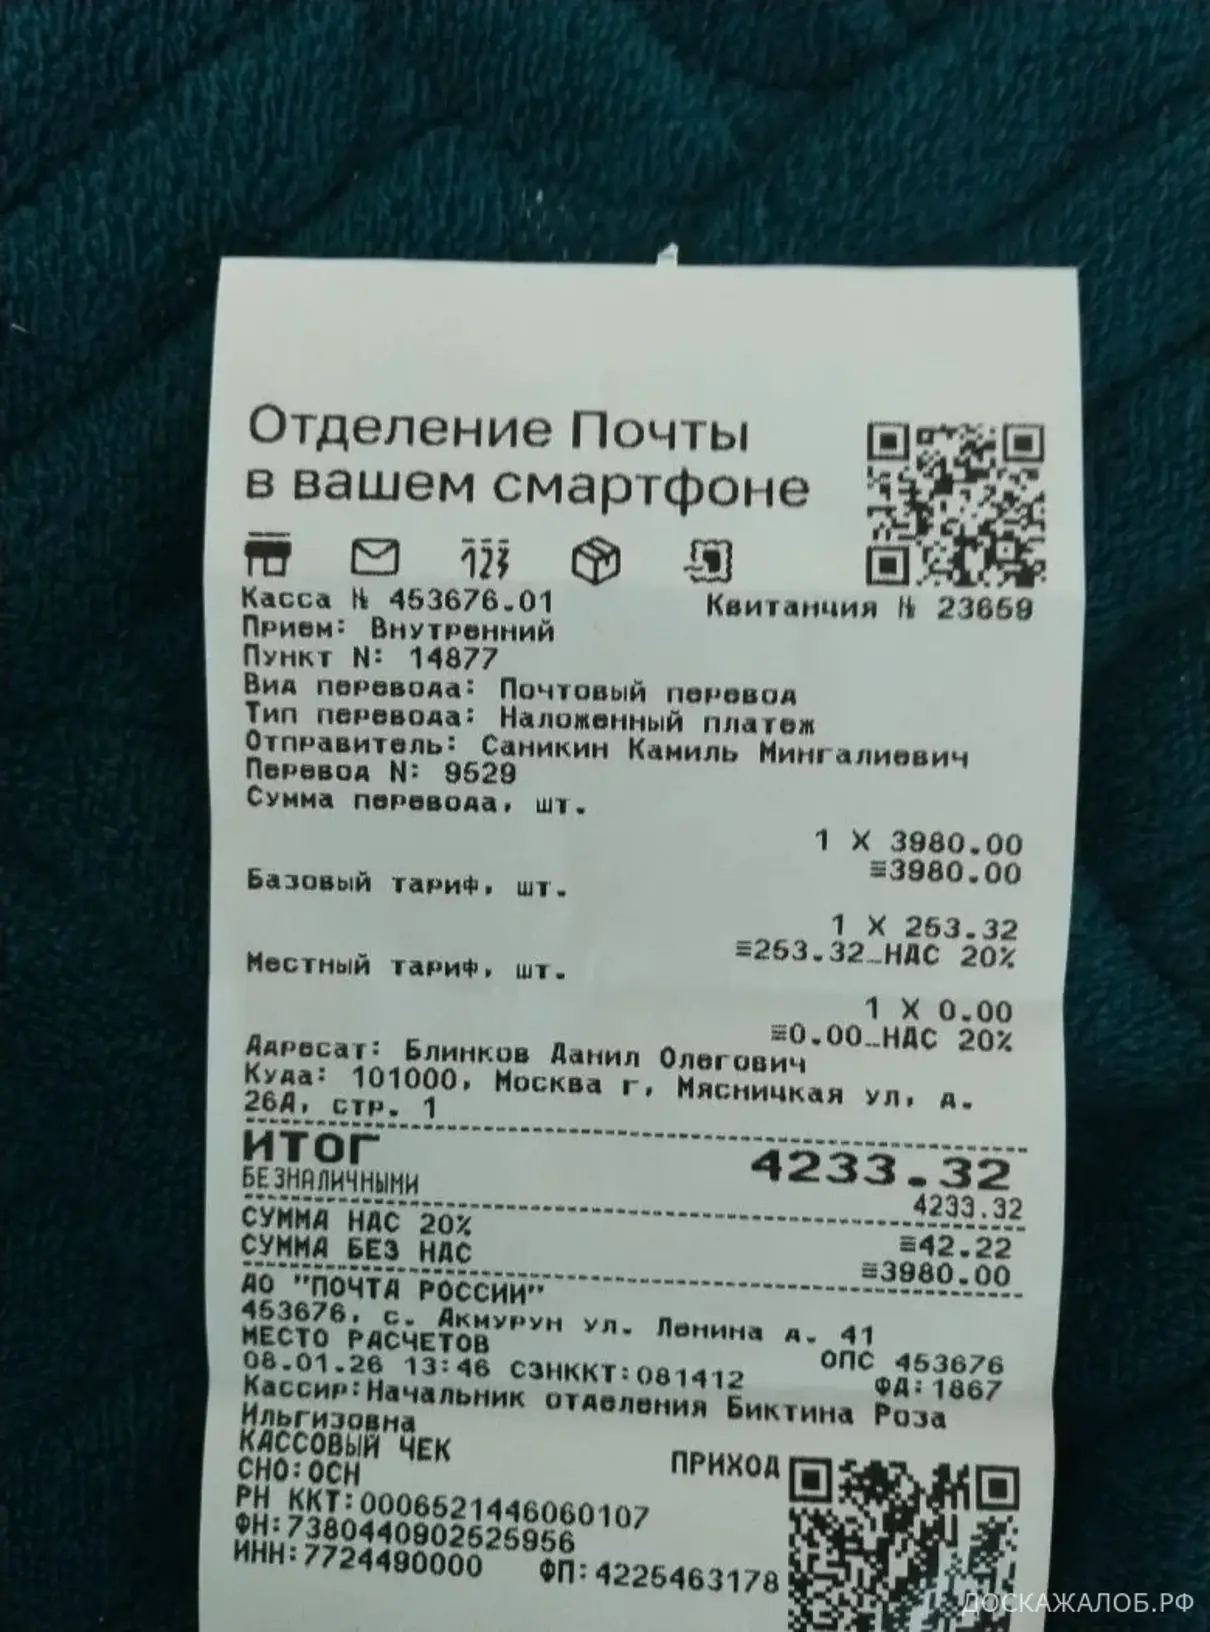 Отделение Почты
в вашем смартфоне
Касса № 453676.01 Квитанция № 23659
Прием: Внутренний
Пункт N: 14877
Вид перевода: Почтовый перевод
Тип перевода: Наложенный платеж
Отправитель: Саникин Камиль Мингалиевич
Перевод N: 9529
Сумма перевода, шт.
1 X 3980.00
≡3980.00
Базовый тариф, шт.
1 X 253.32
≡253.32_НДС 20%
Местный тариф, шт.
1 X 0.00
≡0.00_НДС 20%
Адресат: Блинков Данил Олегович
Куда: 101000, Москва г, Мясницкая ул, д.
26А, стр. 1
ИТОГ 4233.32
БЕЗНАЛИЧНЫМИ 4233.32
СУММА НДС 20% ≡42.22
СУММА БЕЗ НДС ≡3980.00
АО "ПОЧТА РОССИИ"
453676, с. Акмурун ул. Ленина д. 41
МЕСТО РАСЧЕТОВ ОПС 453676
08.01.26 13:46 СЗНККТ:081412 ФД:1867
Кассир:Начальник отделения Биктина Роза
Ильгизовна
КАССОВЫЙ ЧЕК ПРИХОД
СНО:ОСН
РН ККТ:0006521446060107
ФН:7380440902525956
ИНН:7724490000 ФП:4225463178
ДОСКАЖАЛОБ.РФ